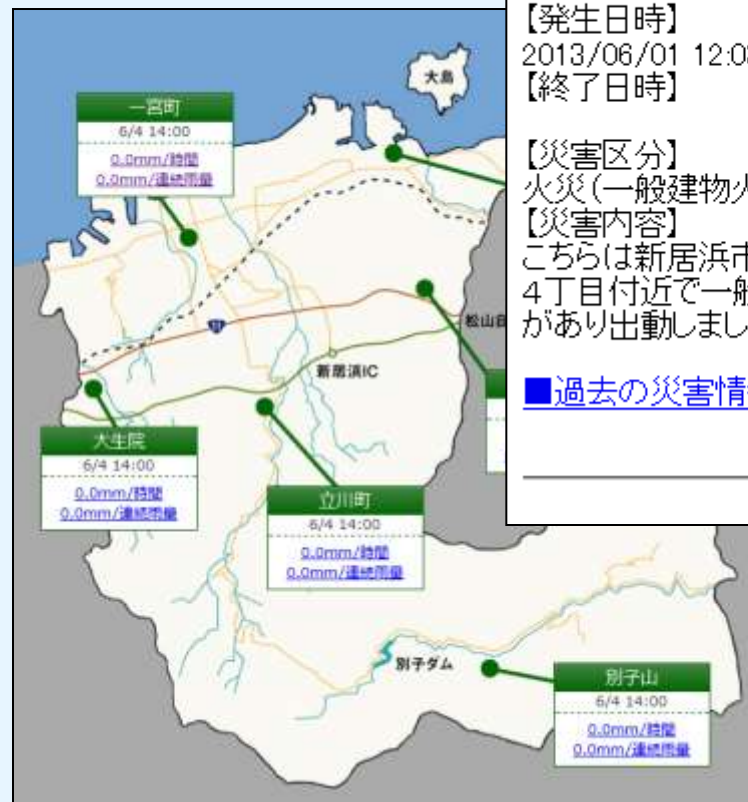 【発生日時】
2013/06/01 12:03
【終了日時】
【災害区分】
火災(一般建物火
【災害内容】
こちらは新居浜市
4丁目付近で一般
があり出動しまし
■過去の災害情
大島
一宮町
6/4 14:00
0.0mm/時間
0.0mm/連続雨量
11
松山自
新居浜IC
大生院
6/4 14:00
0.0mm/時間
0.0mm/連続雨量
立川町
6/4 14:00
0.0mm/時間
0.0mm/連続雨量
別子ダム
別子山
6/4 14:00
0.0mm/時間
0.0mm/連続雨量